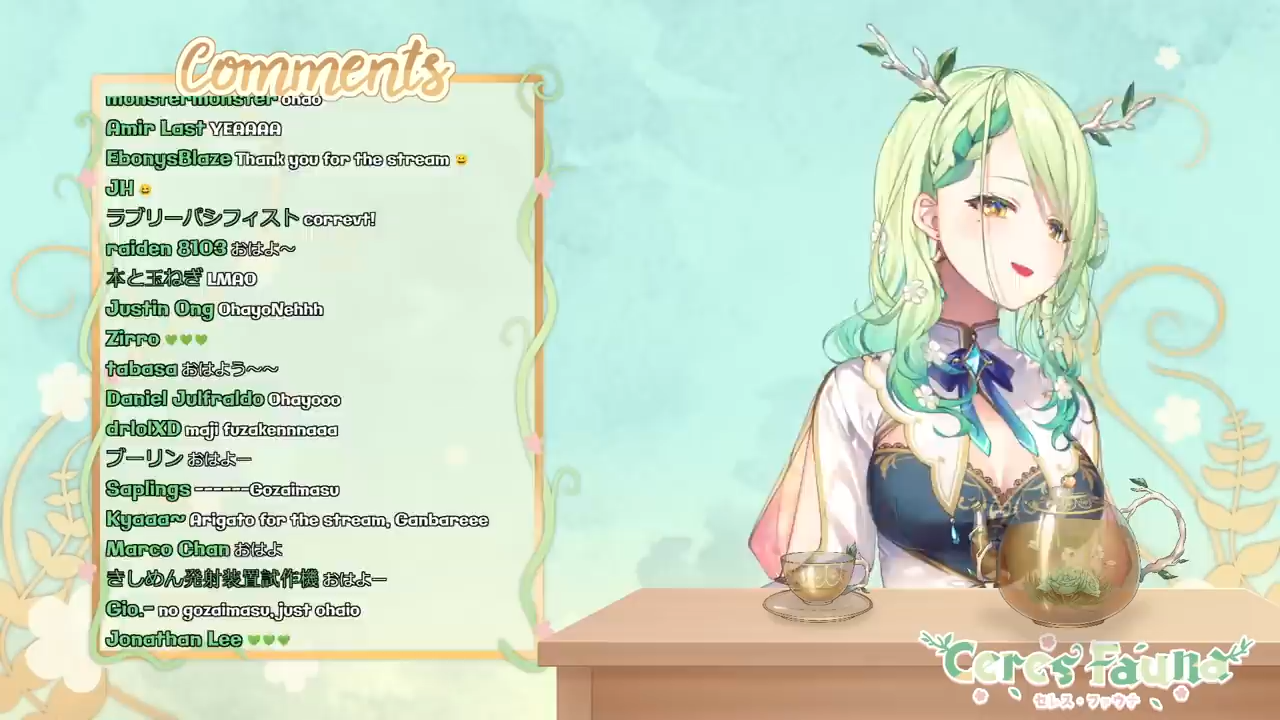 Comments
monstermonster ohao
Amir Last YEAAAA
EbonysBlaze Thank you for the stream 😀
JH 😆
ラブリーパシフィスト correvt!
raiden 8103 おはよ～
本と玉ねぎ LMAO
Justin Ong OhayoNehhh
Zirro 💚💚💚
tabasa おはよう～～
Daniel Julfraldo Ohayooo
drlolXD maji fuzakennnaaa
ブーリン おはよー
Saplings ------Gozaimasu
Kyaaa~ Arigato for the stream, Ganbareee
Marco Chan おはよ
きしめん発射装置試作機 おはよー
Gio.- no gozaimasu, just ohaio
Jonathan Lee 💚💚💚
Ceres Fauna
セレス・ファウナ